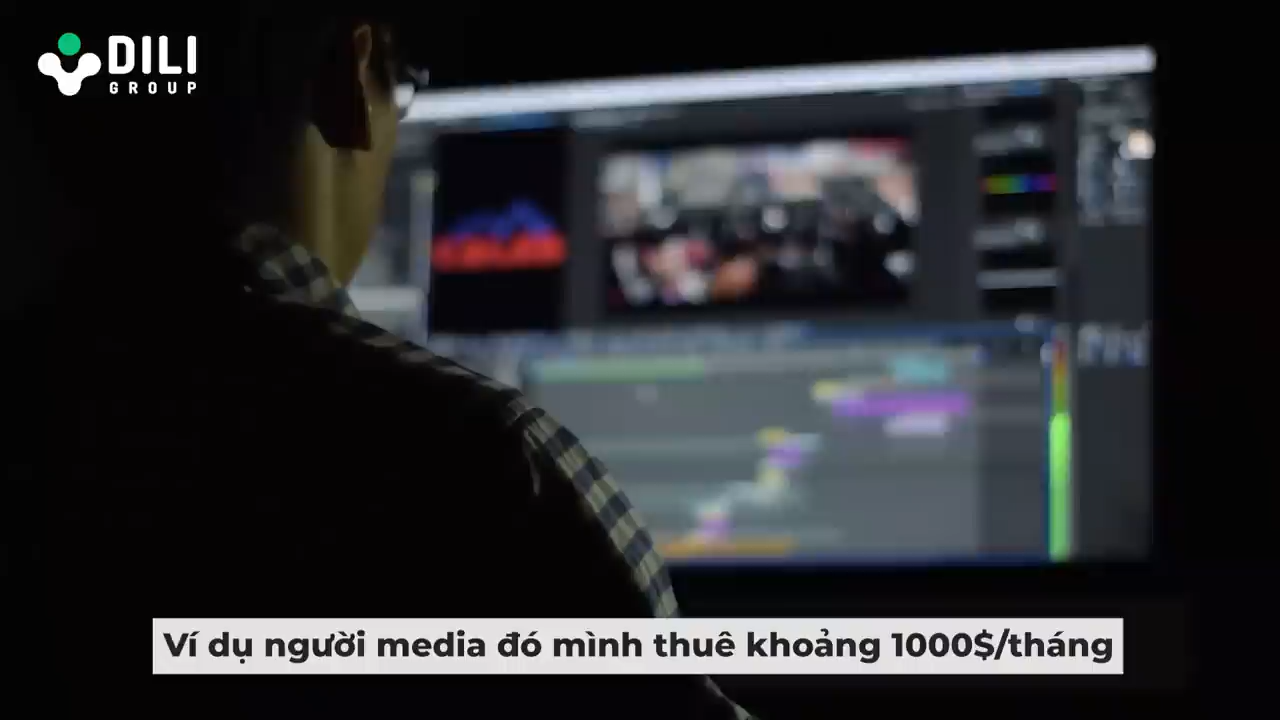 DILI
GROUP
Ví dụ người media đó mình thuê khoảng 1000$/tháng